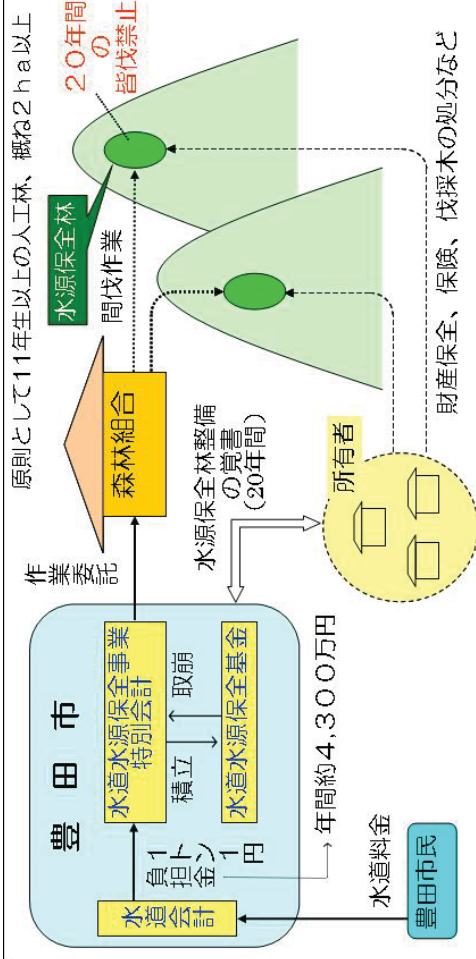 原則として11年生以上の人工林、概ね2ha以上
20年間
の
皆伐禁止
水源保全林
間伐作業
森林組合
作
業
委
託
豊田市
水道水源保全事業
特別会計
積立
取崩
水道水源保全基金
水道会計
負担金
1トン1円
年間約4,300万円
水道料金
豊田市民
水源保全林整備
の覚書
(20年間)
所有者
財産保全、保険、伐採木の処分など